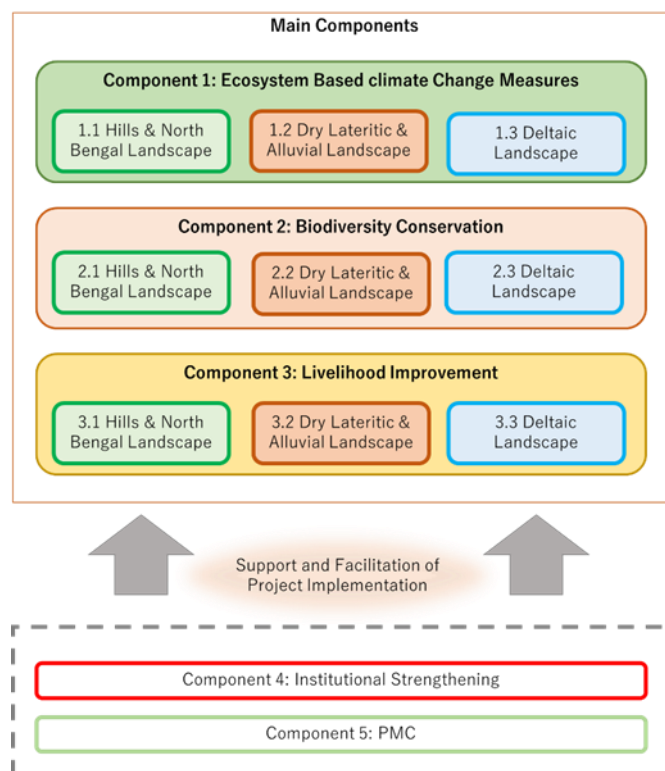 Main Components
Component 1: Ecosystem Based climate Change Measures
1.1 Hills & North
Bengal Landscape
1.2 Dry Lateritic &
Alluvial Landscape
1.3 Deltaic
Landscape
Component 2: Biodiversity Conservation
2.1 Hills & North
Bengal Landscape
2.2 Dry Lateritic &
Alluvial Landscape
2.3 Deltaic
Landscape
Component 3: Livelihood Improvement
3.1 Hills & North
Bengal Landscape
3.2 Dry Lateritic &
Alluvial Landscape
3.3 Deltaic
Landscape
Support and Facilitation of
Project Implementation
Component 4: Institutional Strengthening
Component 5: PMC